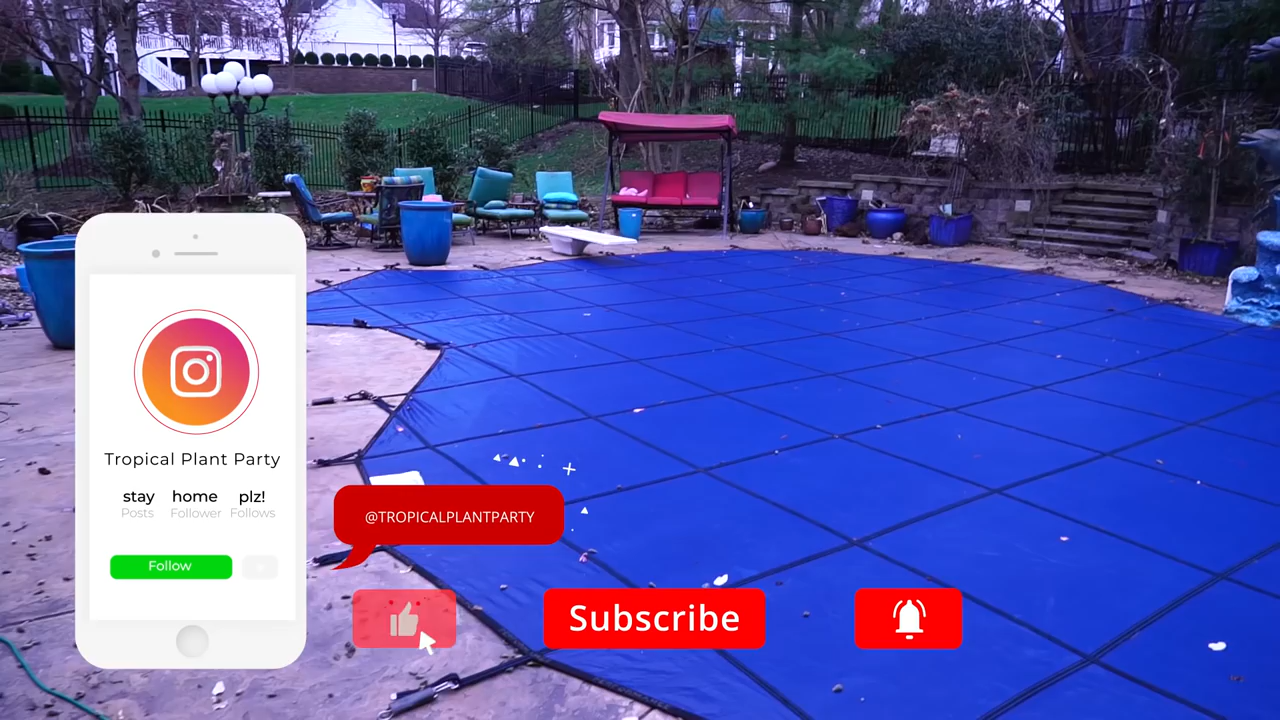 Tropical Plant Party
stay home plz!
Posts Follower Follows
Follow
@TROPICALPLANTPARTY
Subscribe